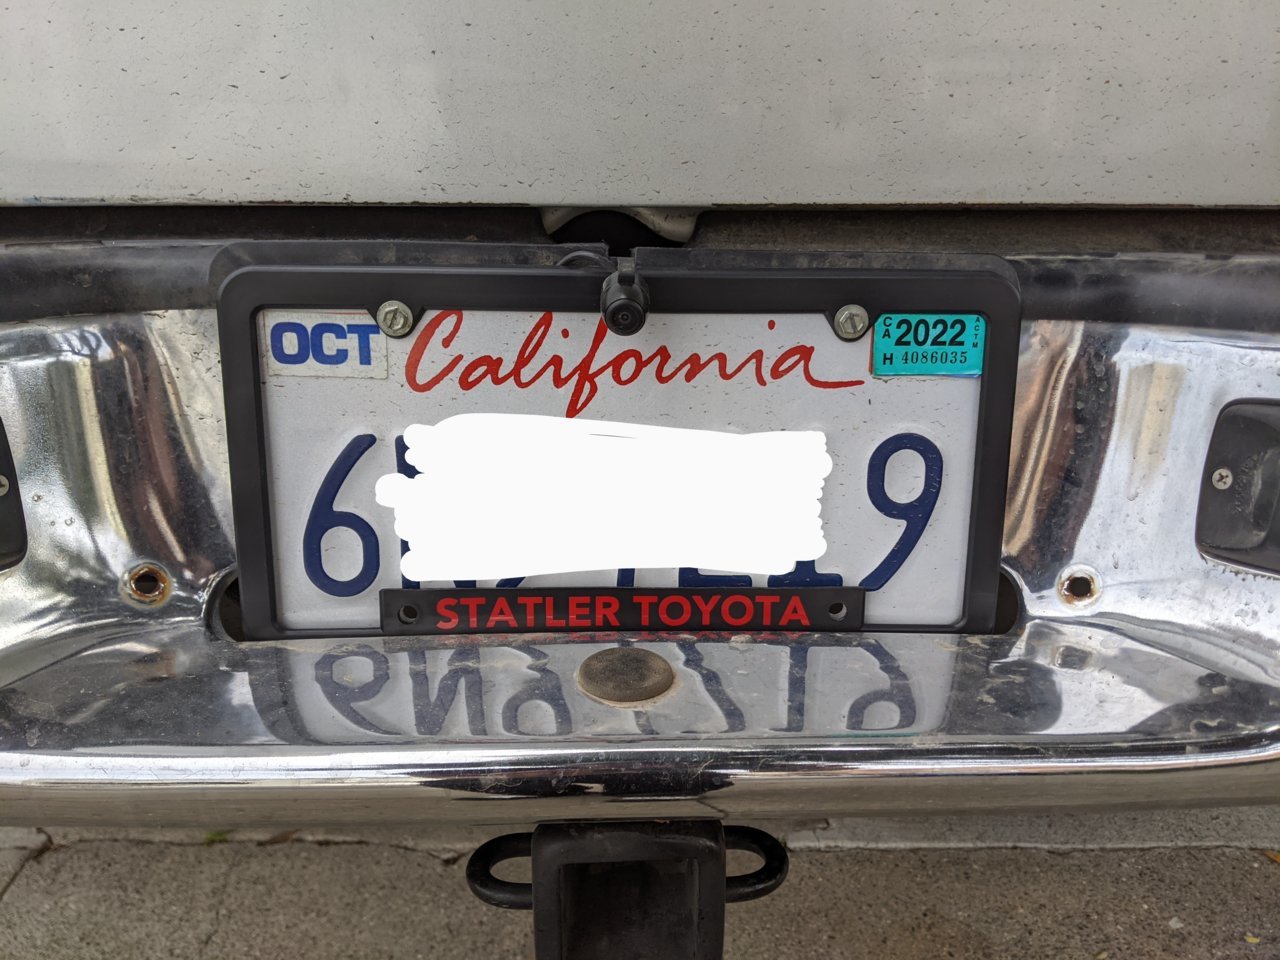 OCT California CA 2022 ACTM
H 4086035
6 9
STATLER TOYOTA